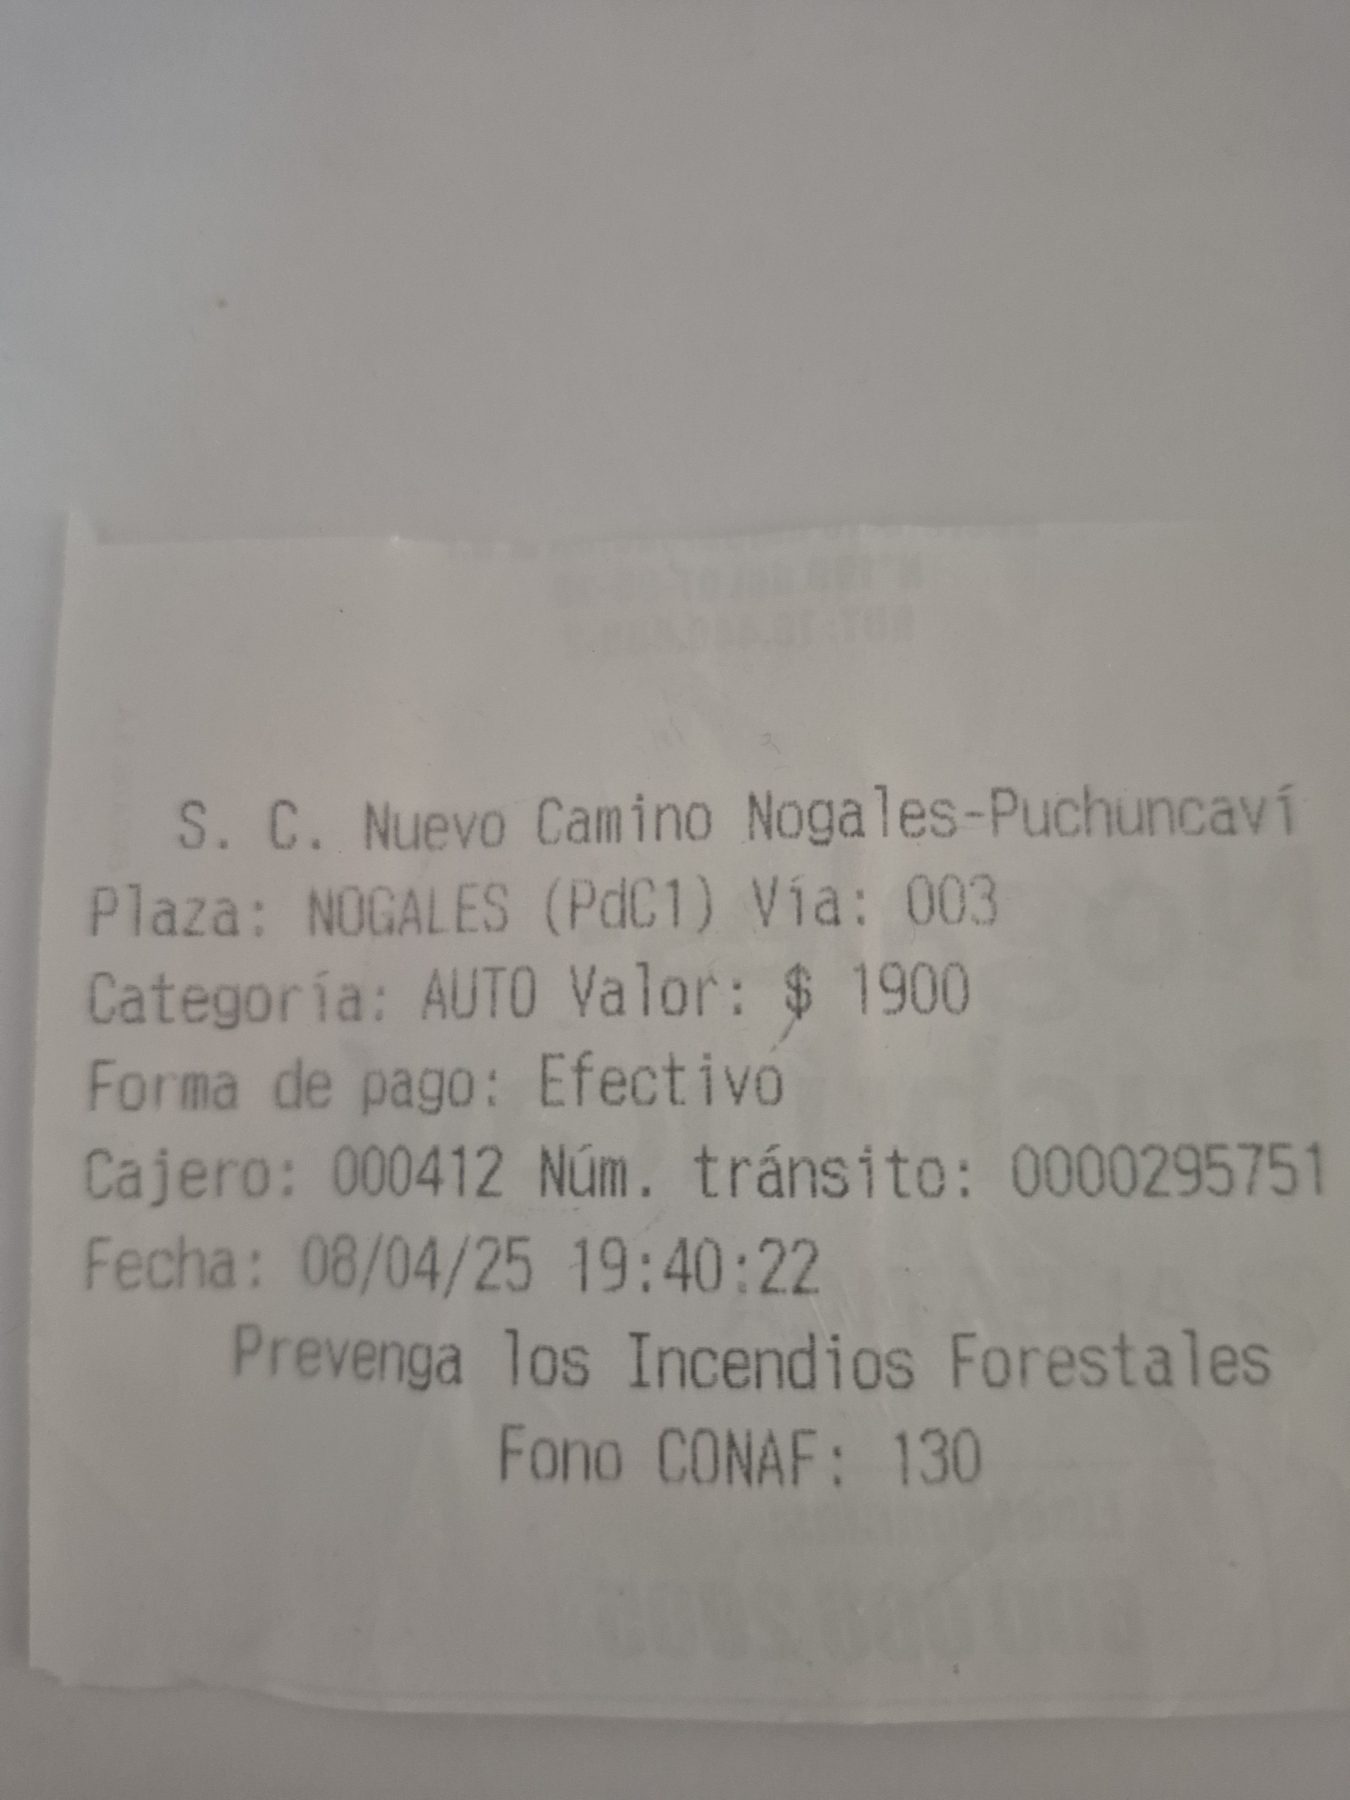 S. C. Nuevo Camino Nogales-Puchuncaví
Plaza: NOGALES (PdC1) Vía: 003
Categoría: AUTO Valor: $ 1900
Forma de pago: Efectivo
Cajero: 000412 Núm. tránsito: 0000295751
Fecha: 08/04/25 19:40:22
Prevenga los Incendios Forestales
Fono CONAF: 130